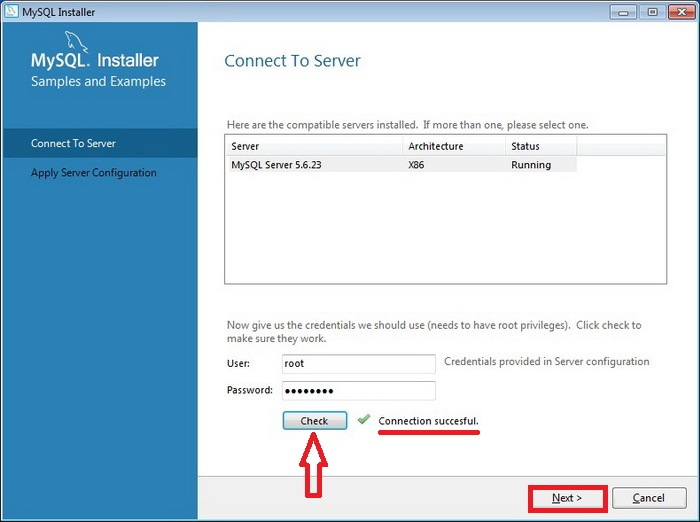 MySQL Installer
MySQL. Installer
Samples and Examples
Connect To Server
Apply Server Configuration
Connect To Server
Here are the compatible servers installed. If more than one, please select one.
Server Architecture Status
MySQL Server 5.6.23 X86 Running
Now give us the credentials we should use (needs to have root privileges). Click check to
make sure they work.
User: root Credentials provided in Server configuration
Password: ●●●●●●●●
Check Connection succesful.
Next > Cancel